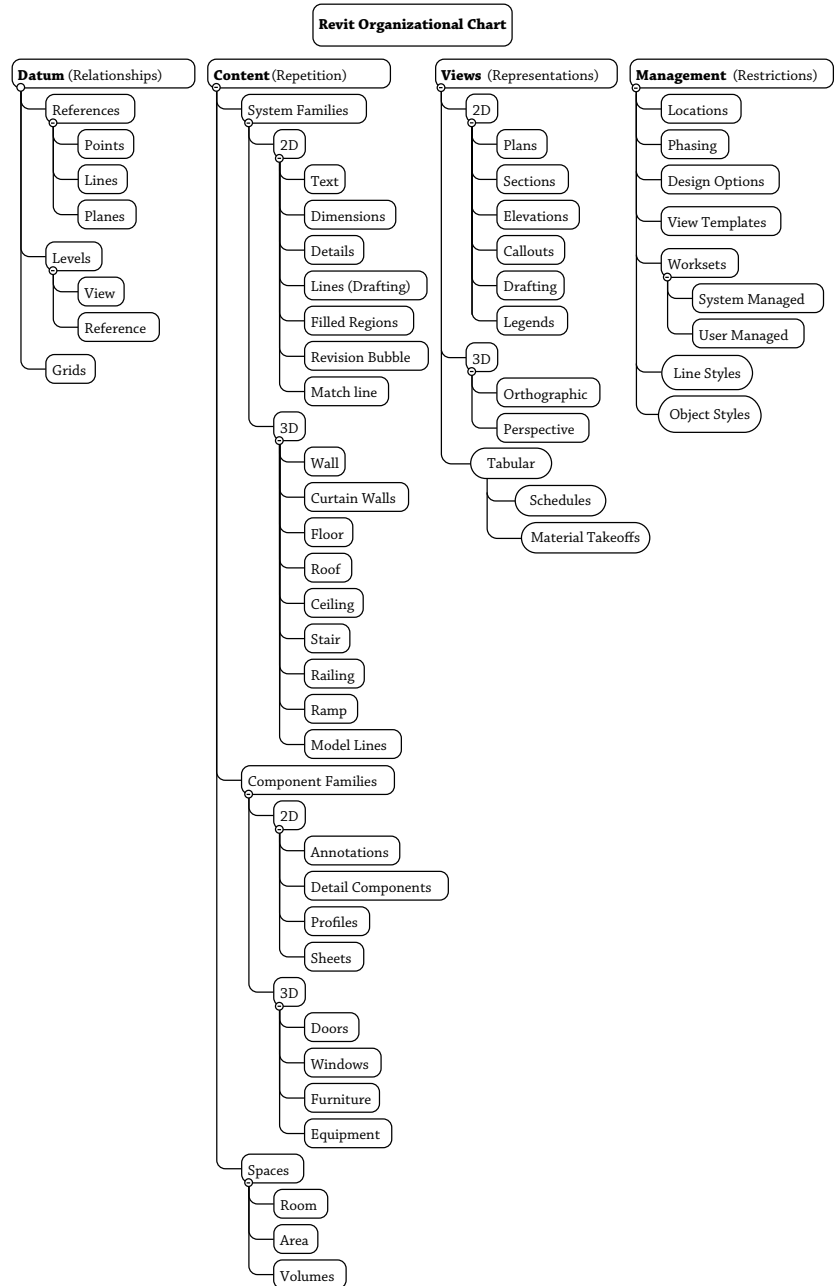 Revit Organizational Chart
Datum (Relationships)
References
Points
Lines
Planes
Levels
View
Reference
Grids
Content (Repetition)
System Families
2D
Text
Dimensions
Details
Lines (Drafting)
Filled Regions
Revision Bubble
Match line
3D
Wall
Curtain Walls
Floor
Roof
Ceiling
Stair
Railing
Ramp
Model Lines
Component Families
2D
Annotations
Detail Components
Profiles
Sheets
3D
Doors
Windows
Furniture
Equipment
Spaces
Room
Area
Volumes
Views (Representations)
2D
Plans
Sections
Elevations
Callouts
Drafting
Legends
3D
Orthographic
Perspective
Tabular
Schedules
Material Takeoffs
Management (Restrictions)
Locations
Phasing
Design Options
View Templates
Worksets
System Managed
User Managed
Line Styles
Object Styles